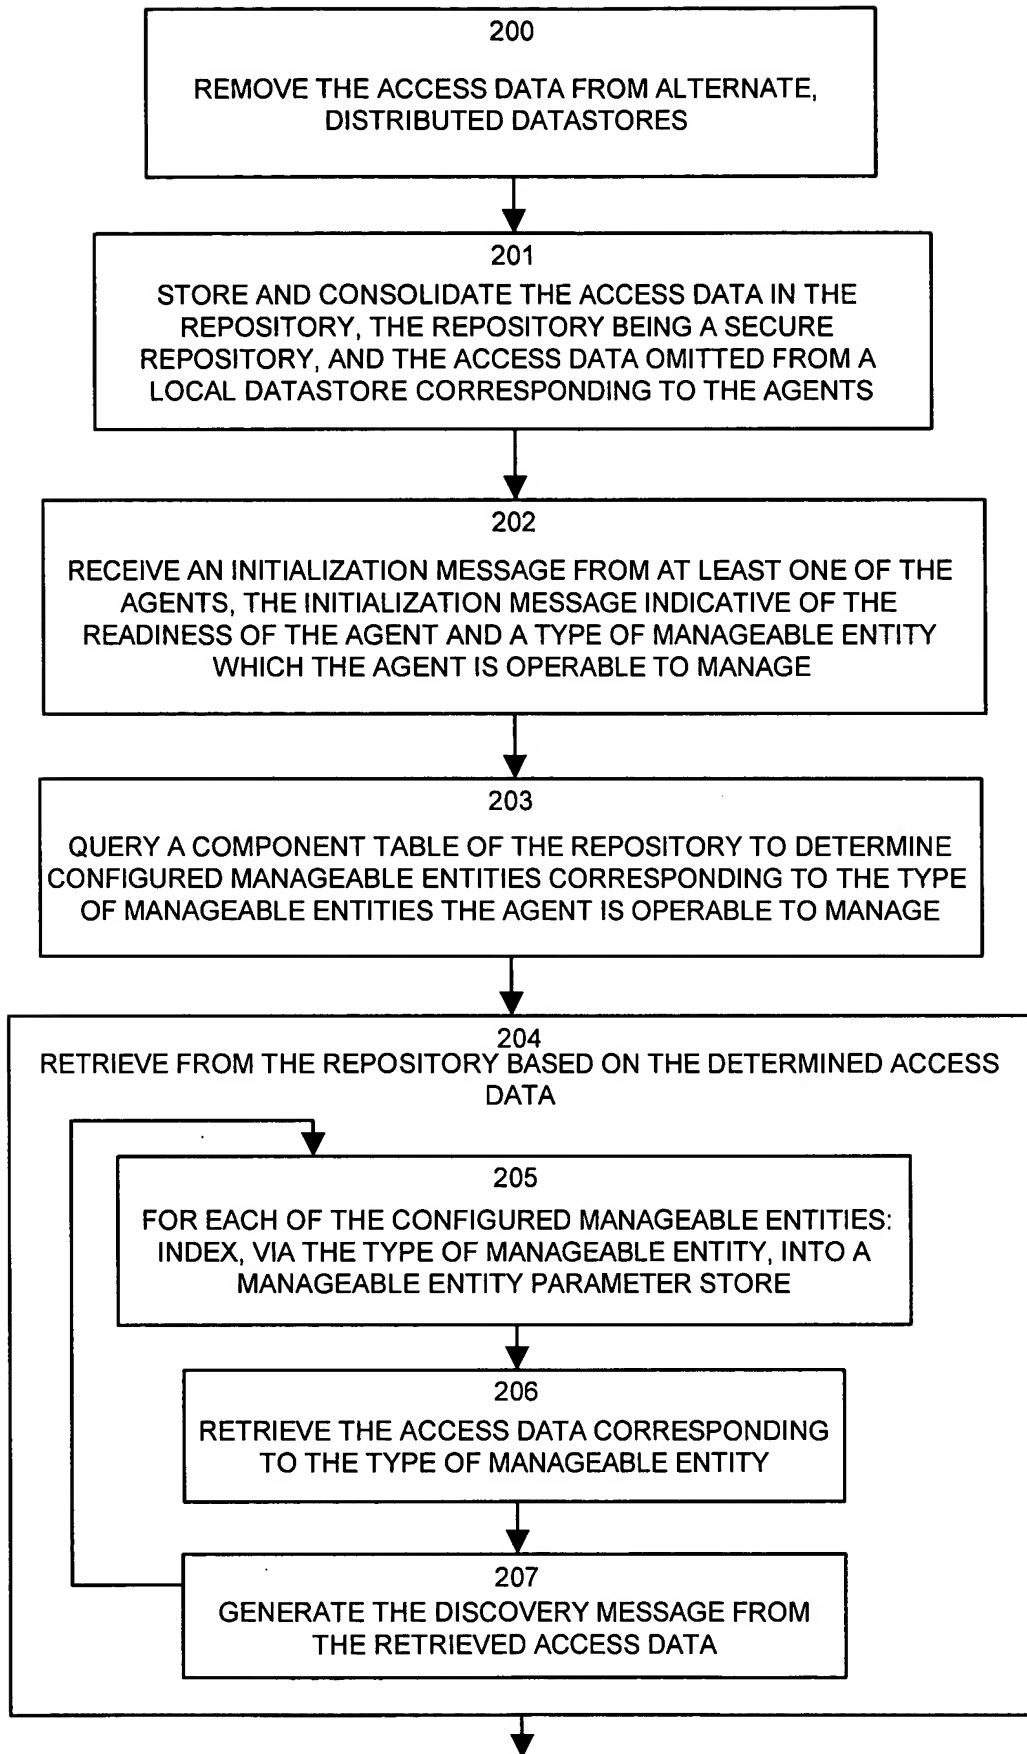 200
REMOVE THE ACCESS DATA FROM ALTERNATE,
DISTRIBUTED DATASTORES
201
STORE AND CONSOLIDATE THE ACCESS DATA IN THE
REPOSITORY, THE REPOSITORY BEING A SECURE
REPOSITORY, AND THE ACCESS DATA OMITTED FROM A
LOCAL DATASTORE CORRESPONDING TO THE AGENTS
202
RECEIVE AN INITIALIZATION MESSAGE FROM AT LEAST ONE OF THE
AGENTS, THE INITIALIZATION MESSAGE INDICATIVE OF THE
READINESS OF THE AGENT AND A TYPE OF MANAGEABLE ENTITY
WHICH THE AGENT IS OPERABLE TO MANAGE
203
QUERY A COMPONENT TABLE OF THE REPOSITORY TO DETERMINE
CONFIGURED MANAGEABLE ENTITIES CORRESPONDING TO THE TYPE
OF MANAGEABLE ENTITIES THE AGENT IS OPERABLE TO MANAGE
204
RETRIEVE FROM THE REPOSITORY BASED ON THE DETERMINED ACCESS
DATA
205
FOR EACH OF THE CONFIGURED MANAGEABLE ENTITIES:
INDEX, VIA THE TYPE OF MANAGEABLE ENTITY, INTO A
MANAGEABLE ENTITY PARAMETER STORE
206
RETRIEVE THE ACCESS DATA CORRESPONDING
TO THE TYPE OF MANAGEABLE ENTITY
207
GENERATE THE DISCOVERY MESSAGE FROM
THE RETRIEVED ACCESS DATA